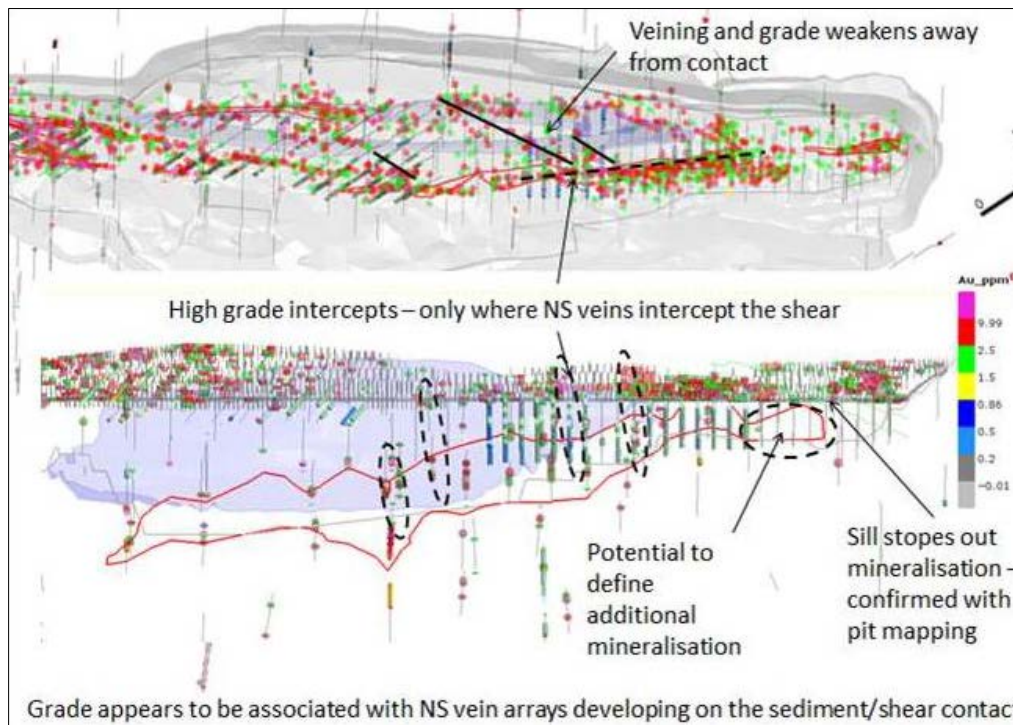 Veining and grade weakens away
from contact
High grade intercepts – only where NS veins intercept the shear
Au_ppm
9.99
2.5
1.5
0.86
0.5
0.2
-0.01
Potential to
define
additional
mineralisation
Sill stopes out
mineralisation -
confirmed with
pit mapping
Grade appears to be associated with NS vein arrays developing on the sediment/shear contac